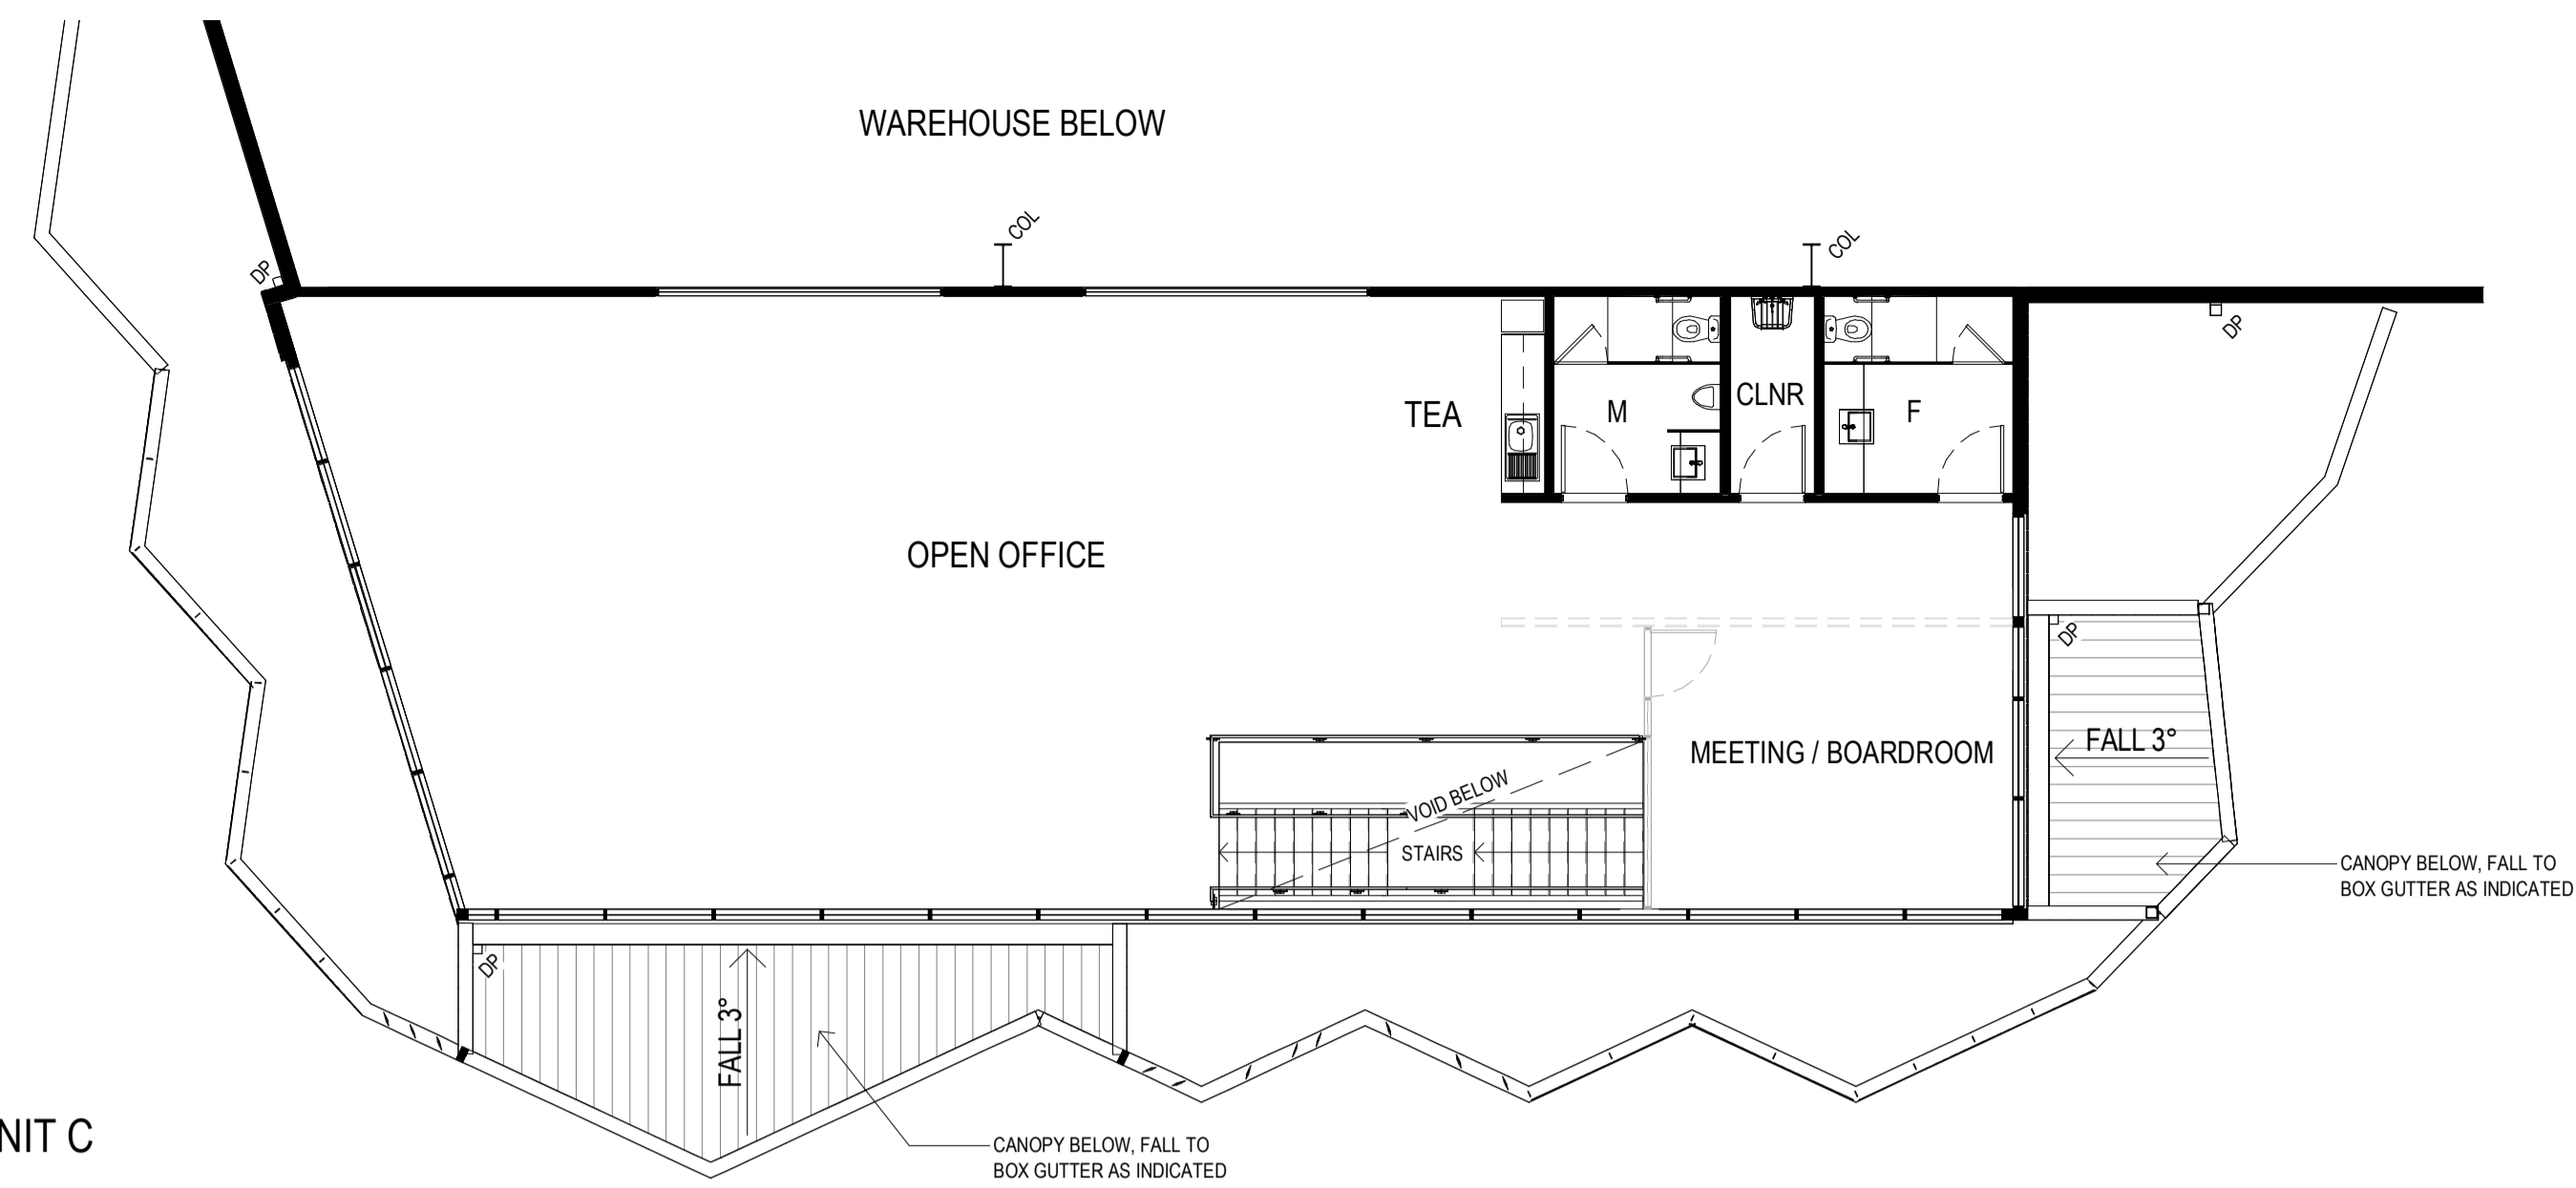 WAREHOUSE BELOW
COL
COL
DP
DP
TEA
M
CLNR
F
OPEN OFFICE
DP
MEETING / BOARDROOM
FALL 3°
VOID BELOW
STAIRS
CANOPY BELOW, FALL TO
BOX GUTTER AS INDICATED
DP
FALL 3°
NIT C
CANOPY BELOW, FALL TO
BOX GUTTER AS INDICATED